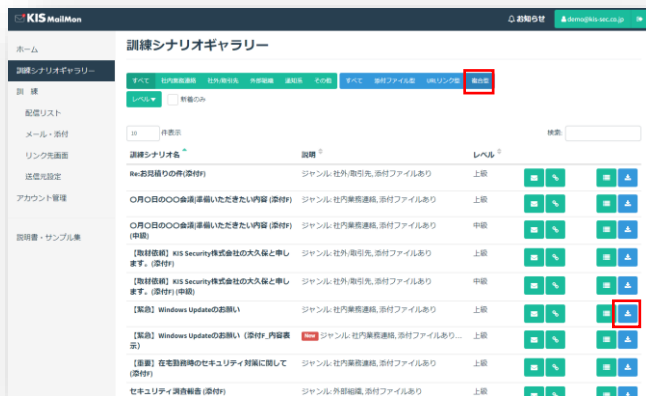 KIS MailMon
お知らせ demo@kis-sec.co.jp
ホーム
訓練シナリオギャラリー
訓 練
配信リスト
メール・添付
リンク先画面
送信元設定
アカウント管理
説明書・サンプル集
訓練シナリオギャラリー
すべて 社内業務連絡 社外/取引先 外部組織 通知系 その他 すべて 添付ファイル型 URLリンク型 複合型
レベル▼ 新着のみ
10 件表示 検索:
訓練シナリオ名 説明 レベル
Re:お見積りの件(添付F) ジャンル:社外/取引先,添付ファイルあり 上級
〇月〇日の〇〇会議|準備いただきたい内容 (添付F) ジャンル:社内業務連絡,添付ファイルあり 上級
〇月〇日の〇〇会議|準備いただきたい内容 (添付F) ジャンル:社内業務連絡,添付ファイルあり 中級
(中級)
【取材依頼】KIS Security株式会社の大久保と申し ジャンル:社外/取引先,添付ファイルあり 上級
ます。(添付F)
【取材依頼】KIS Security株式会社の大久保と申し ジャンル:社外/取引先,添付ファイルあり 中級
ます。(添付F) (中級)
【緊急】Windows Updateのお願い ジャンル:社内業務連絡,添付ファイルあり 上級
【緊急】Windows Updateのお願い (添付F_内容表 New ジャンル:社内業務連絡,添付ファイルあり... 上級
示)
【重要】在宅勤務時のセキュリティ対策に関して ジャンル:社内業務連絡,添付ファイルあり 上級
(添付F)
セキュリティ調査報告 (添付F) ジャンル:外部組織,添付ファイルあり 上級